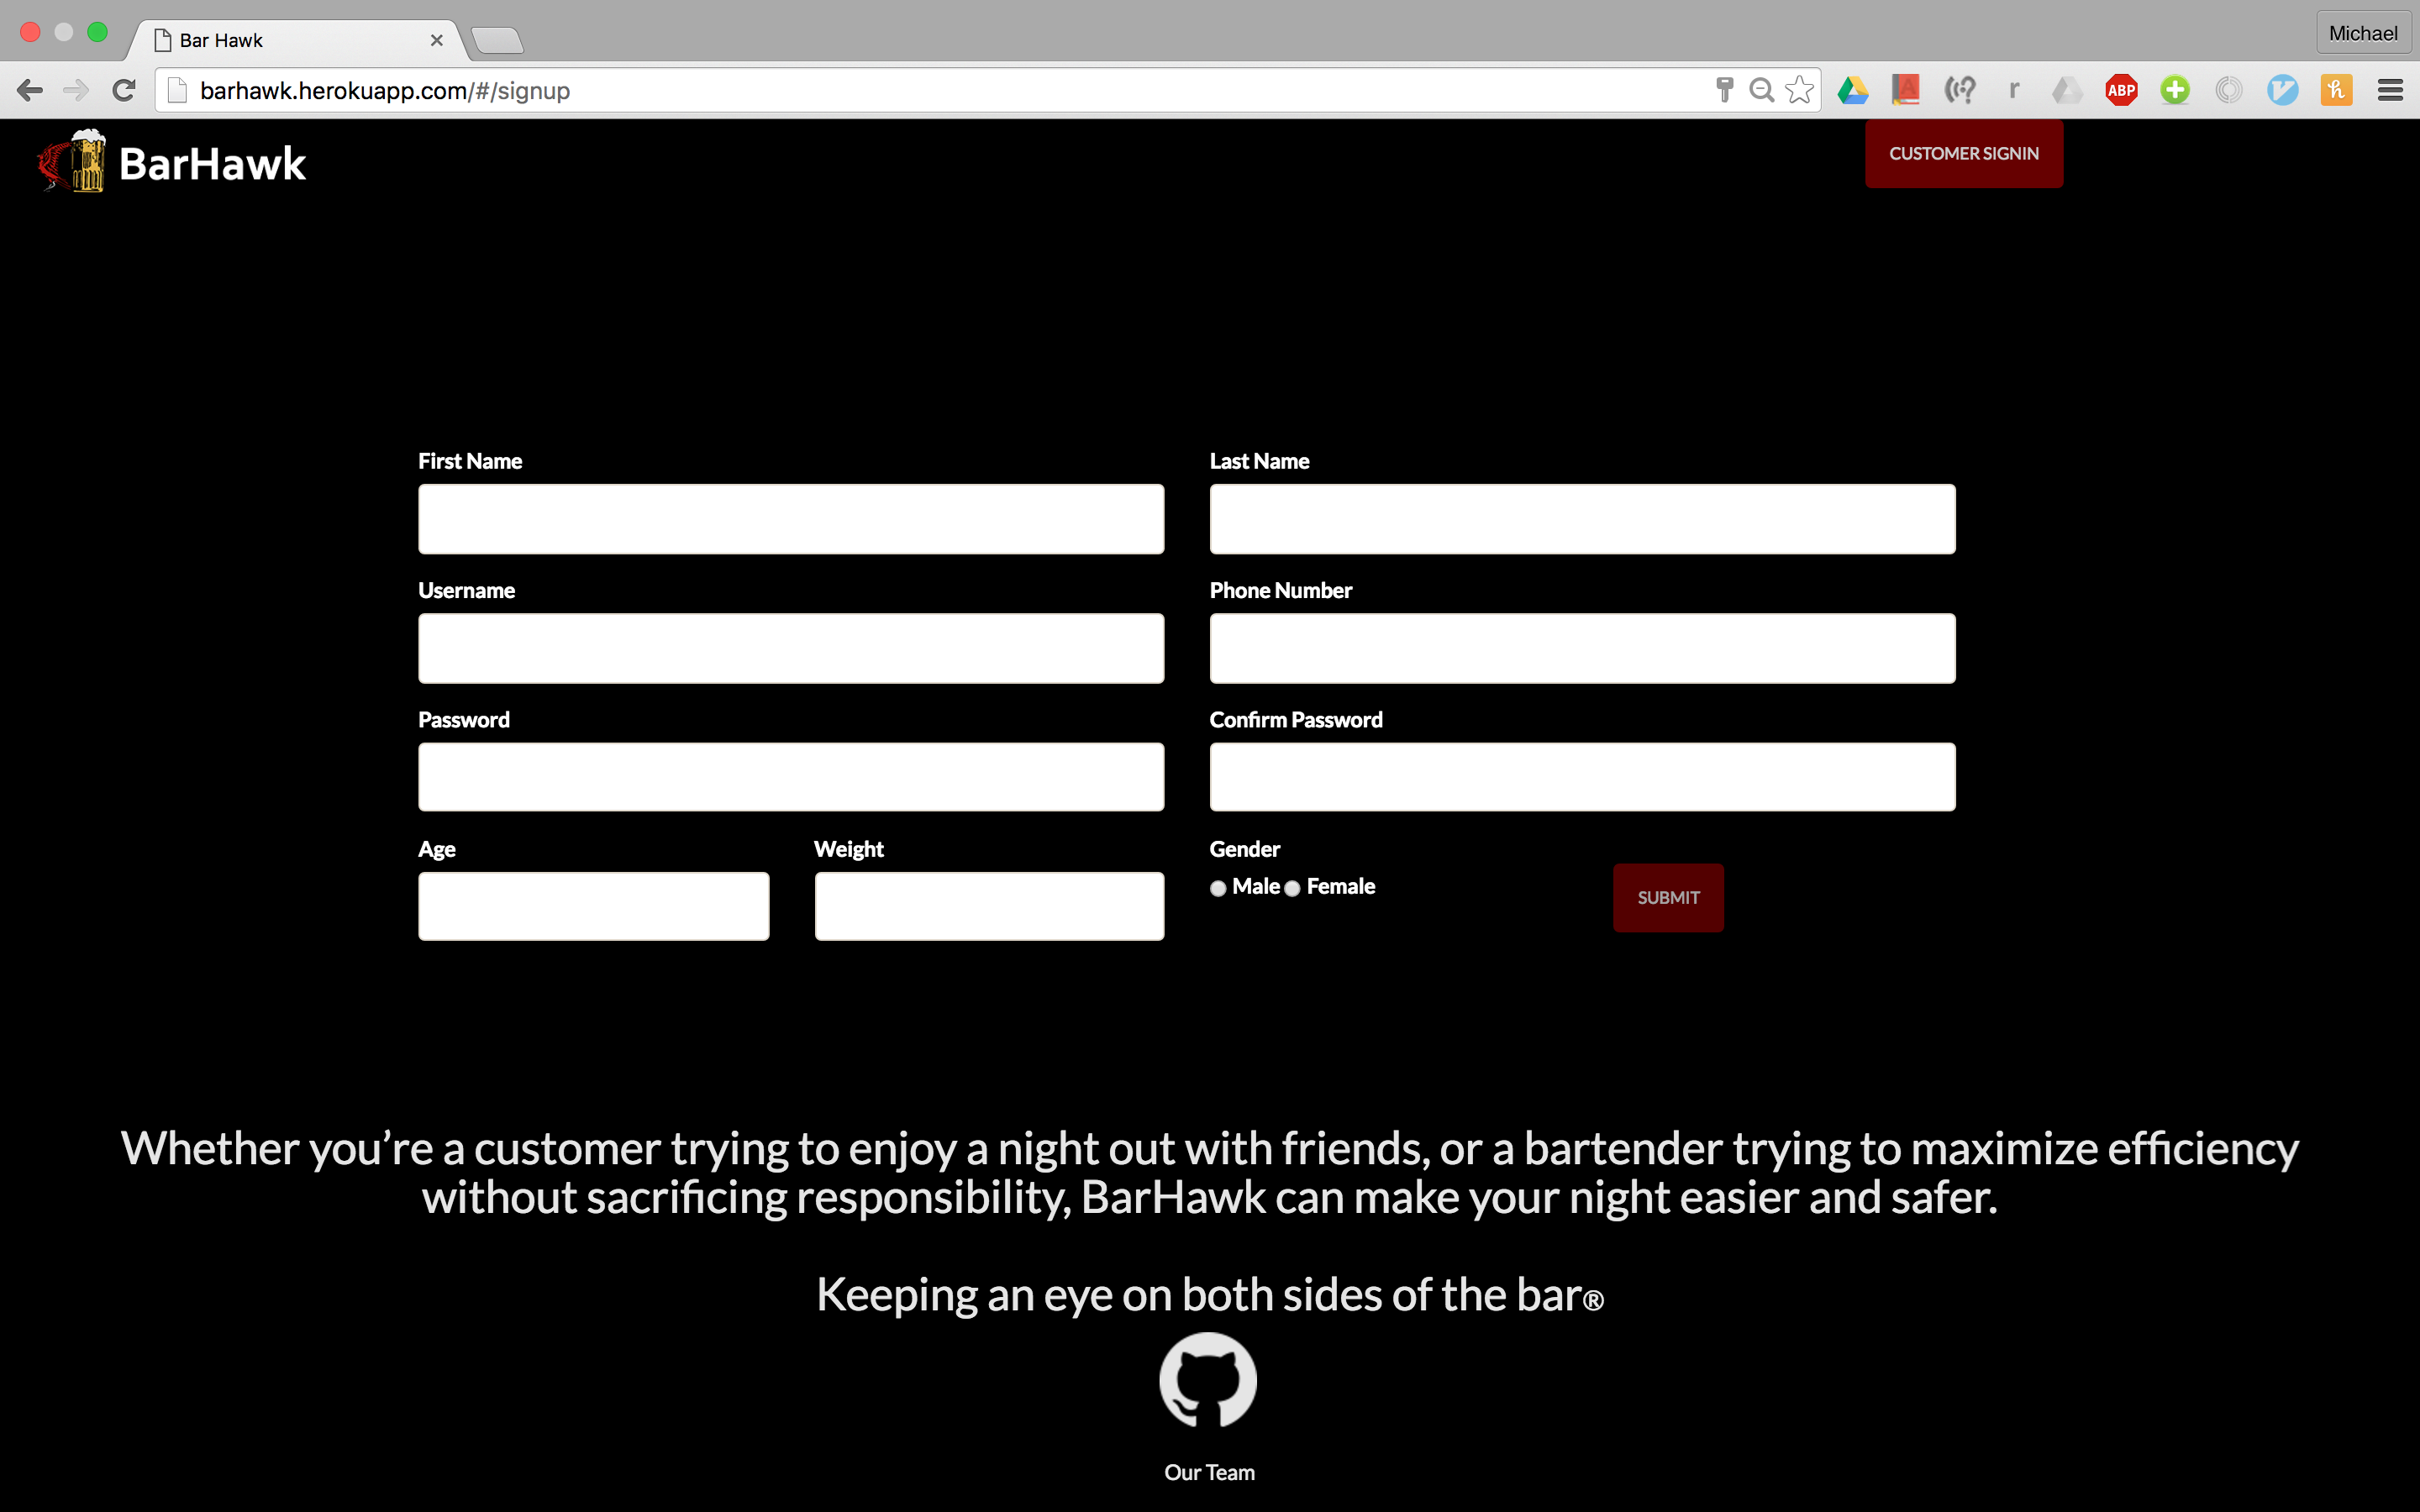 Bar Hawk
Michael
barhawk.herokuapp.com/#/signup
ABP
BarHawk
CUSTOMER SIGNIN
First Name
Last Name
Username
Phone Number
Password
Confirm Password
Age
Weight
Gender
Male Female
SUBMIT
Whether you’re a customer trying to enjoy a night out with friends, or a bartender trying to maximize efficiency
without sacrificing responsibility, BarHawk can make your night easier and safer.
Keeping an eye on both sides of the bar®
Our Team